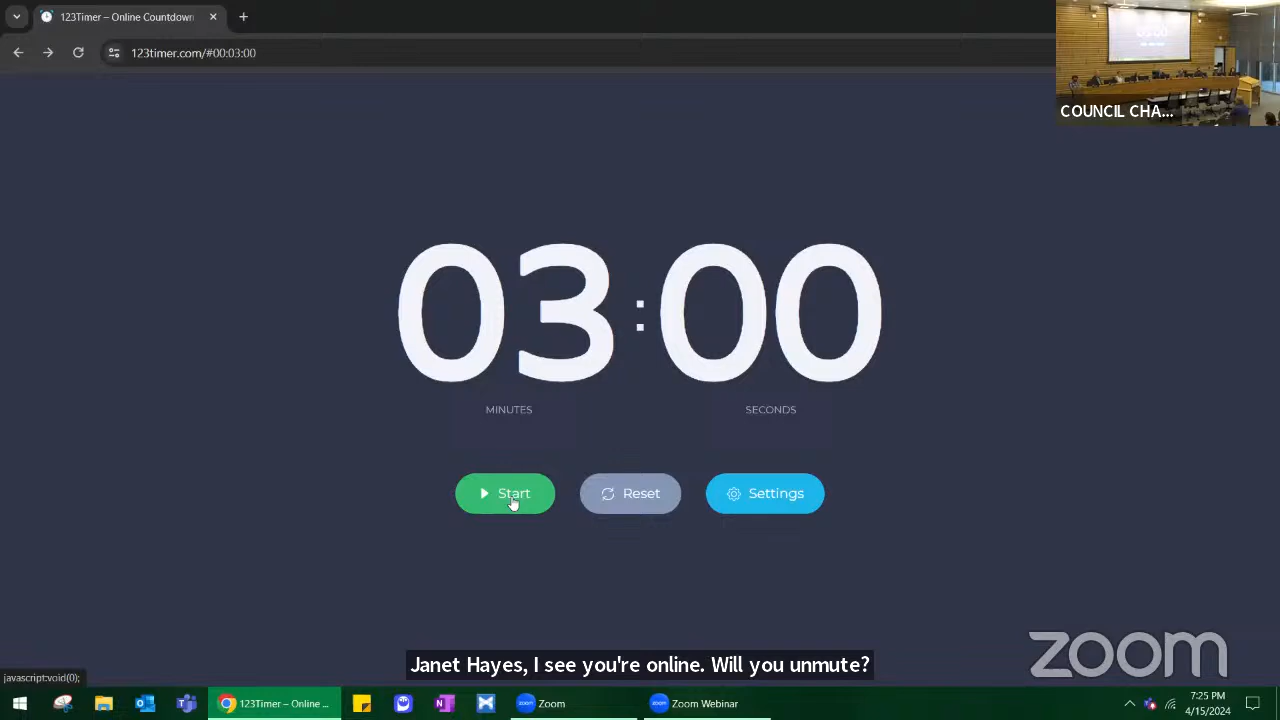 123Timer – Online Countdown
123timer.com/#00:03:00
03:00
COUNCIL CHA...
03:00
MINUTES
SECONDS
Start
Reset
Settings
Janet Hayes, I see you're online. Will you unmute?
zoom
javascript:void(0);
123Timer – Online ...
Zoom
Zoom Webinar
7:25 PM
4/15/2024